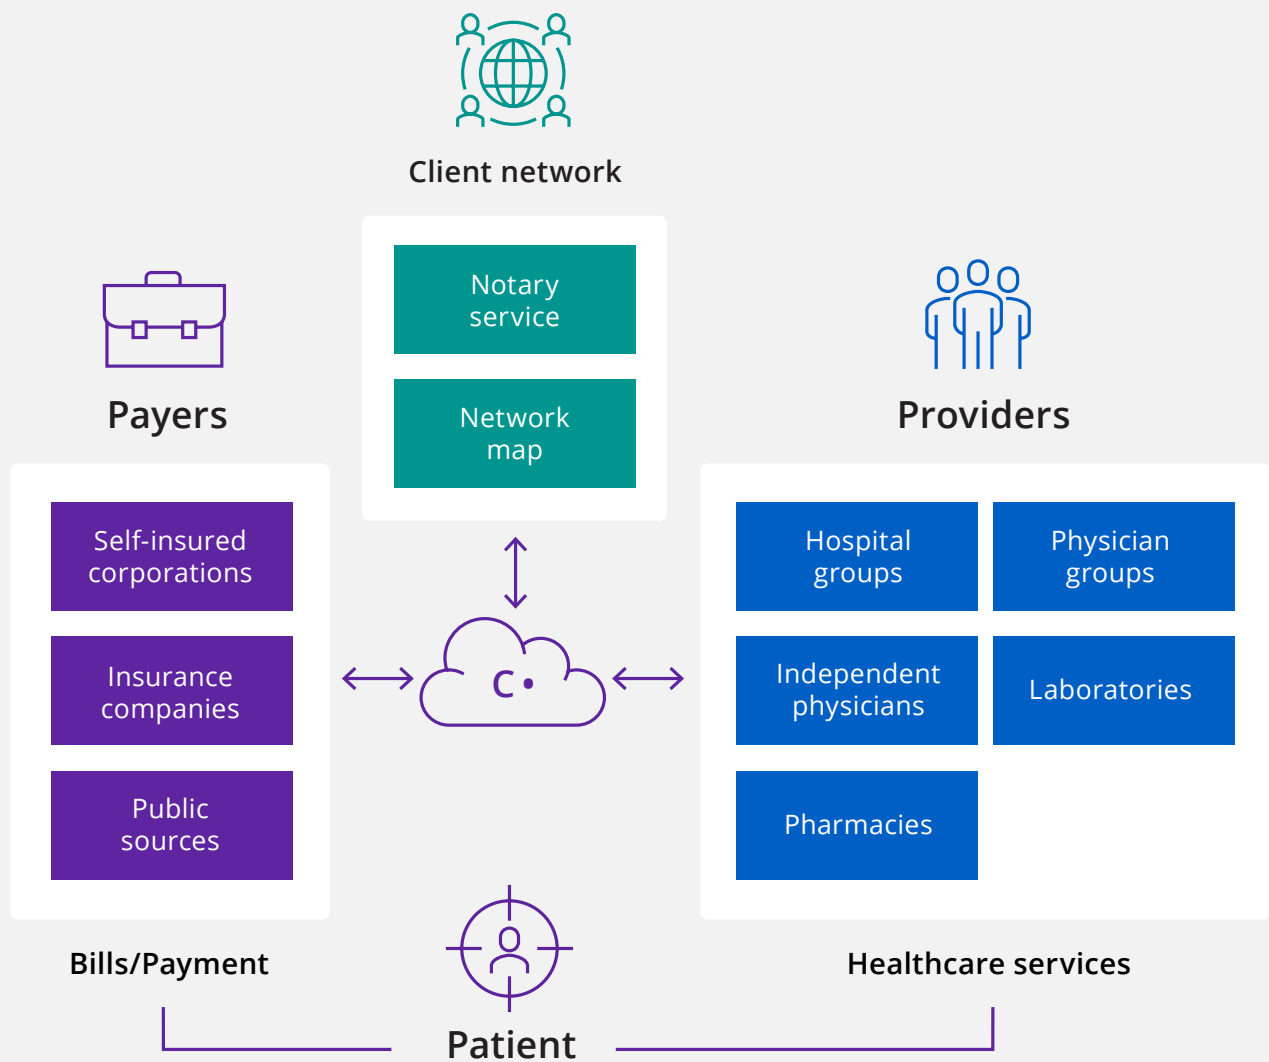 Client network
Notary
service
Network
map
Payers
Self-insured
corporations
Insurance
companies
Public
sources
Bills/Payment
C•
Providers
Hospital
groups
Physician
groups
Independent
physicians
Laboratories
Pharmacies
Healthcare services
Patient